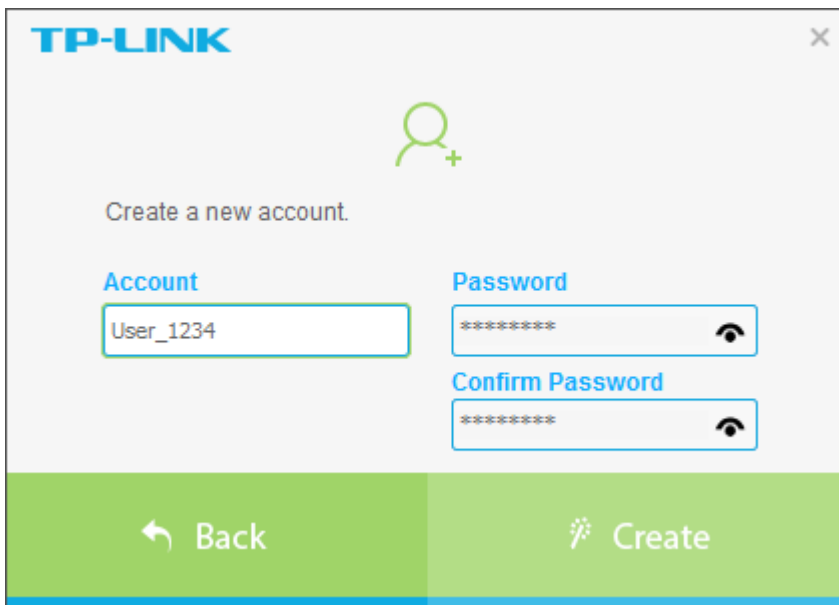 TP-LINK
Create a new account.
Account
User_1234
Password
********
Confirm Password
********
Back
Create